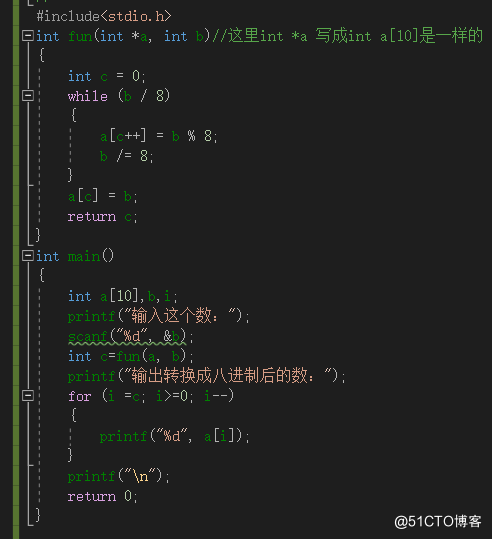 #include<stdio.h>
int fun(int *a, int b)//这里int *a 写成int a[10]是一样的
{
int c = 0;
while (b / 8)
{
a[c++] = b % 8;
b /= 8;
}
a[c] = b;
return c;
}
int main()
{
int a[10],b,i;
printf("输入这个数：");
scanf("%d", &b);
int c=fun(a, b);
printf("输出转换成八进制后的数：");
for (i =c; i>=0; i--)
{
printf("%d", a[i]);
}
printf("\n");
return 0;
}
@51CTO博客